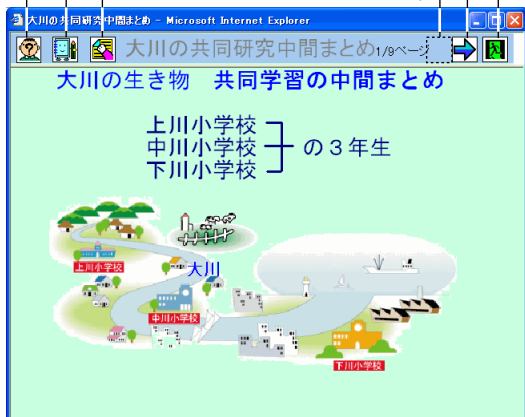 大川の共同研究中間まとめ - Microsoft Internet Explorer
大川の共同研究中間まとめ1/9ページ
大川の生き物　共同学習の中間まとめ
上川小学校
中川小学校 の３年生
下川小学校
上川小学校
大川
中川小学校
下川小学校